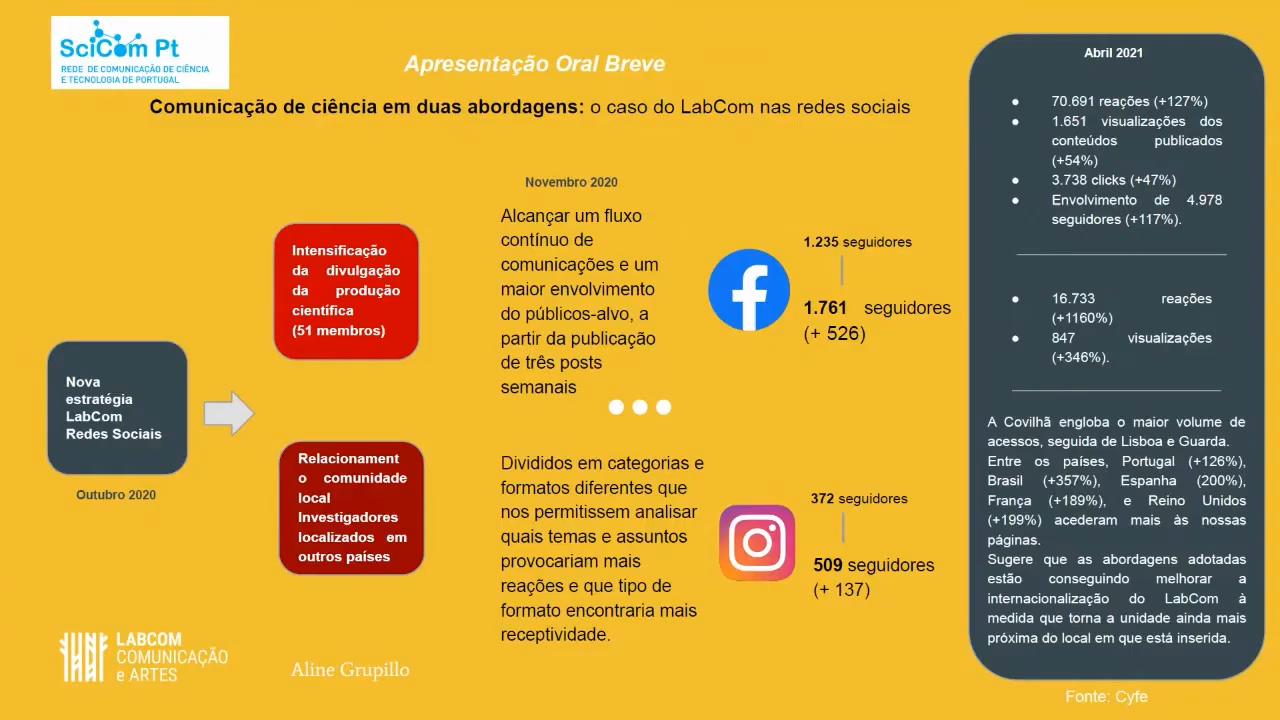 SciCom Pt
REDE DE COMUNICAÇÃO DE CIÊNCIA
E TECNOLOGIA DE PORTUGAL
Apresentação Oral Breve
Comunicação de ciência em duas abordagens: o caso do LabCom nas redes sociais
Nova
estratégia
LabCom
Redes Sociais
Outubro 2020
Intensificação
da divulgação
da produção
científica
(51 membros)
Relacionament
o comunidade
local
Investigadores
localizados em
outros países
Novembro 2020
Alcançar um fluxo
contínuo de
comunicações e um
maior envolvimento
do públicos-alvo, a
partir da publicação
de três posts
semanais
Divididos em categorias e
formatos diferentes que
nos permitissem analisar
quais temas e assuntos
provocariam mais
reações e que tipo de
formato encontraria mais
receptividade.
1.235 seguidores
1.761 seguidores
(+ 526)
372 seguidores
509 seguidores
(+ 137)
Abril 2021
● 70.691 reações (+127%)
● 1.651 visualizações dos
conteúdos publicados
(+54%)
● 3.738 clicks (+47%)
● Envolvimento de 4.978
seguidores (+117%).
● 16.733 reações
(+1160%)
● 847 visualizações
(+346%).
A Covilhã engloba o maior volume de
acessos, seguida de Lisboa e Guarda.
Entre os países, Portugal (+126%),
Brasil (+357%), Espanha (200%),
França (+189%), e Reino Unidos
(+199%) acederam mais às nossas
páginas.
Sugere que as abordagens adotadas
estão conseguindo melhorar a
internacionalização do LabCom à
medida que torna a unidade ainda mais
próxima do local em que está inserida.
Fonte: Cyfe
LABCOM
COMUNICAÇÃO
e ARTES
Aline Grupillo